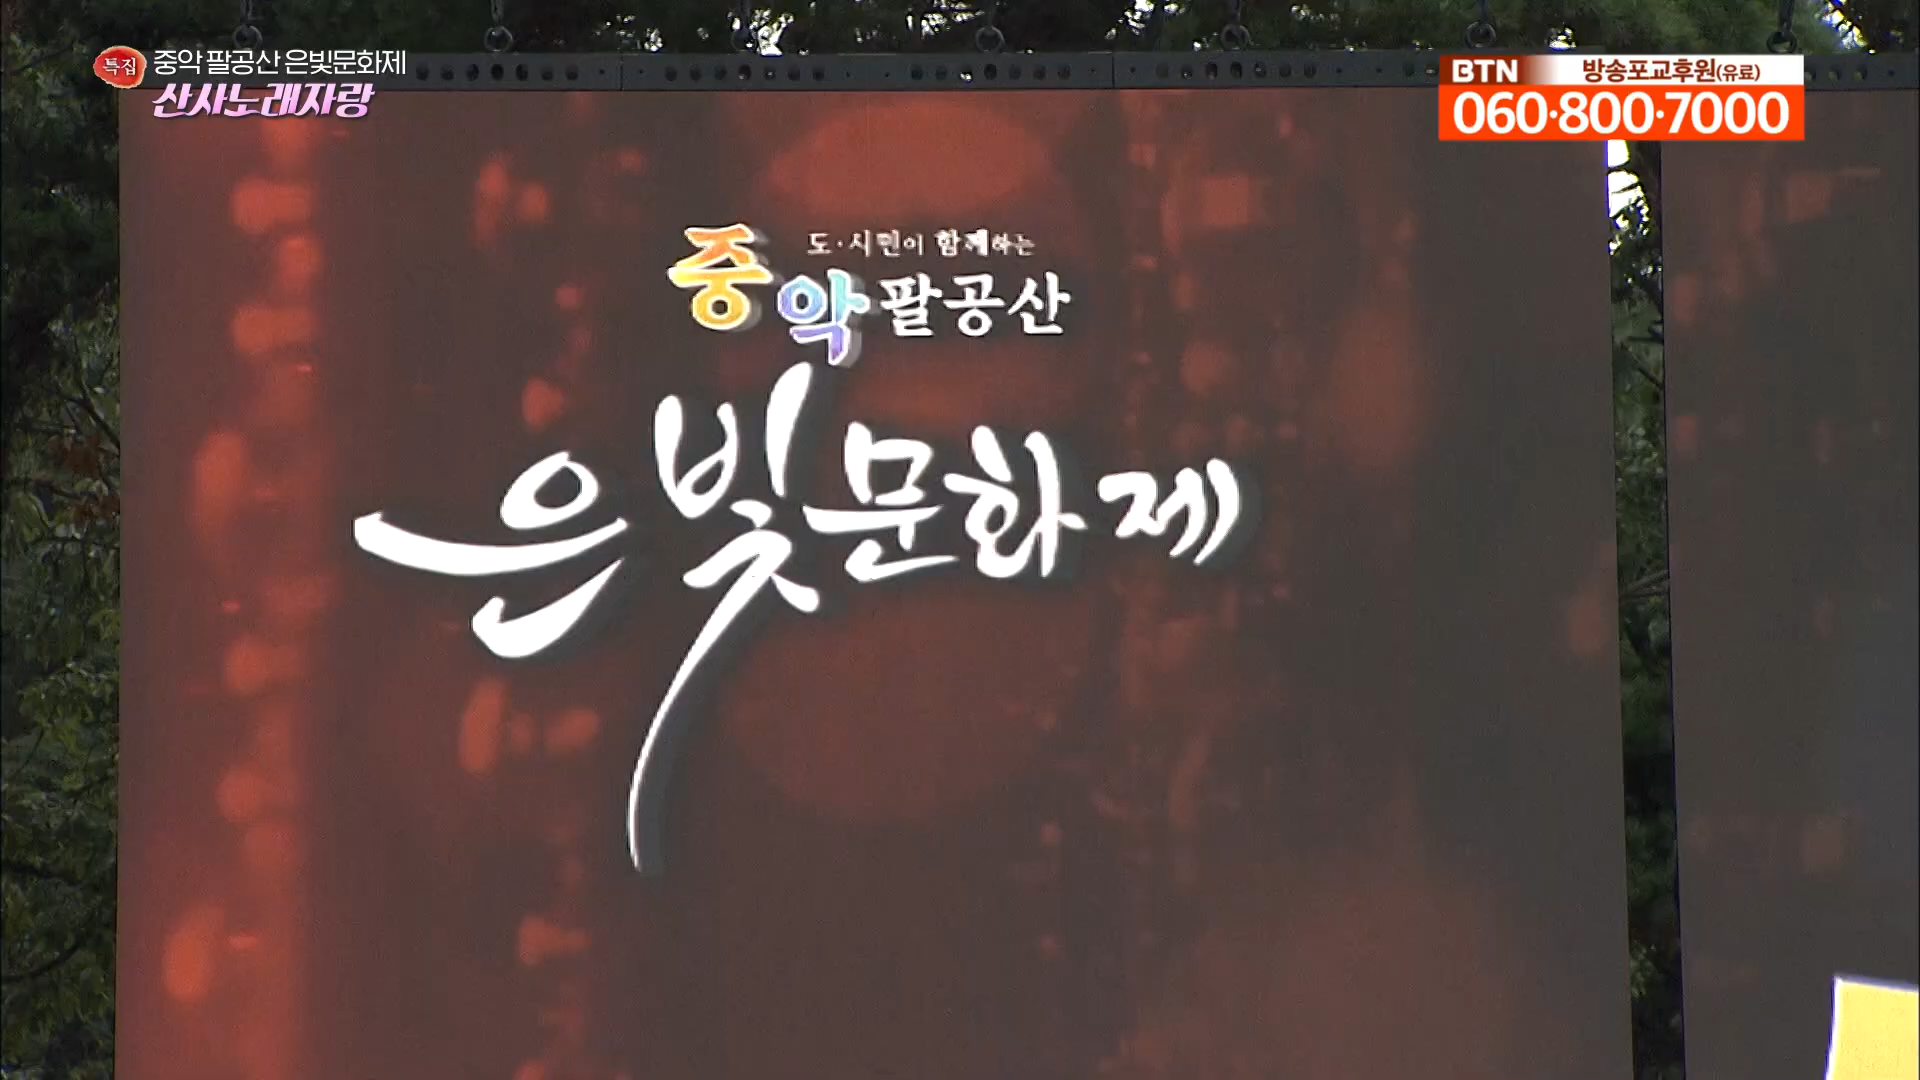 특집 중악 팔공산 은빛문화제
산사노래자랑
BTN 방송포교후원(유료)
060·800·7000
도·시민이 함께하는
중악 팔공산
은빛문화제